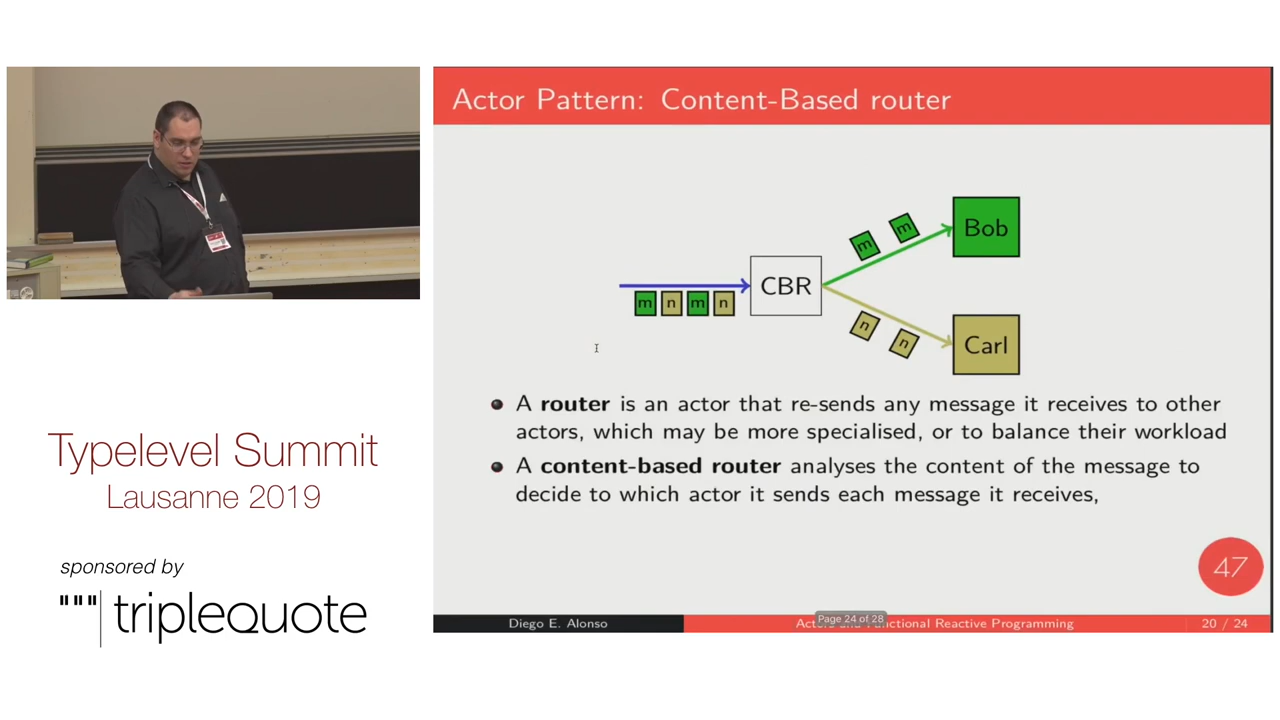 Actor Pattern: Content-Based router
m m
Bob
CBR
m n m n
n n
Carl
A router is an actor that re-sends any message it receives to other
actors, which may be more specialised, or to balance their workload
A content-based router analyses the content of the message to
decide to which actor it sends each message it receives,
47
Diego E. Alonso
Page 24 of 28
Functional Reactive Programming
20 / 24
Typelevel Summit
Lausanne 2019
sponsored by
"""|triplequote